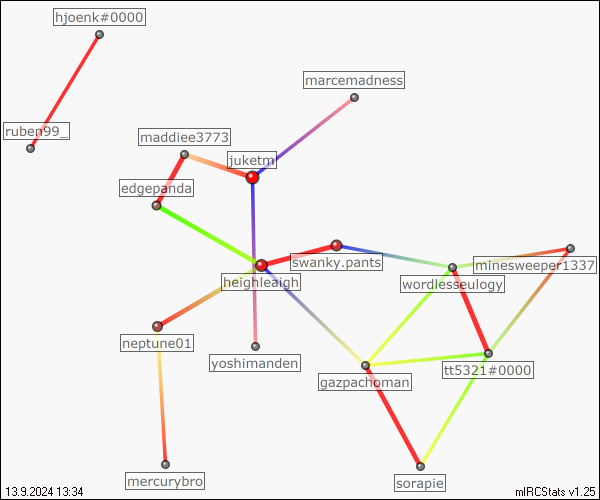 hjoenk#0000
marcemadness
ruben99_
maddiee3773
juketm
edgepanda
swanky.pants
minesweeper1337
heighleaigh
wordlesseulogy
neptune01
yoshimanden
gazpachoman
tt5321#0000
mercurybro
sorapie
13.9.2024 13:34
mIRCStats v1.25